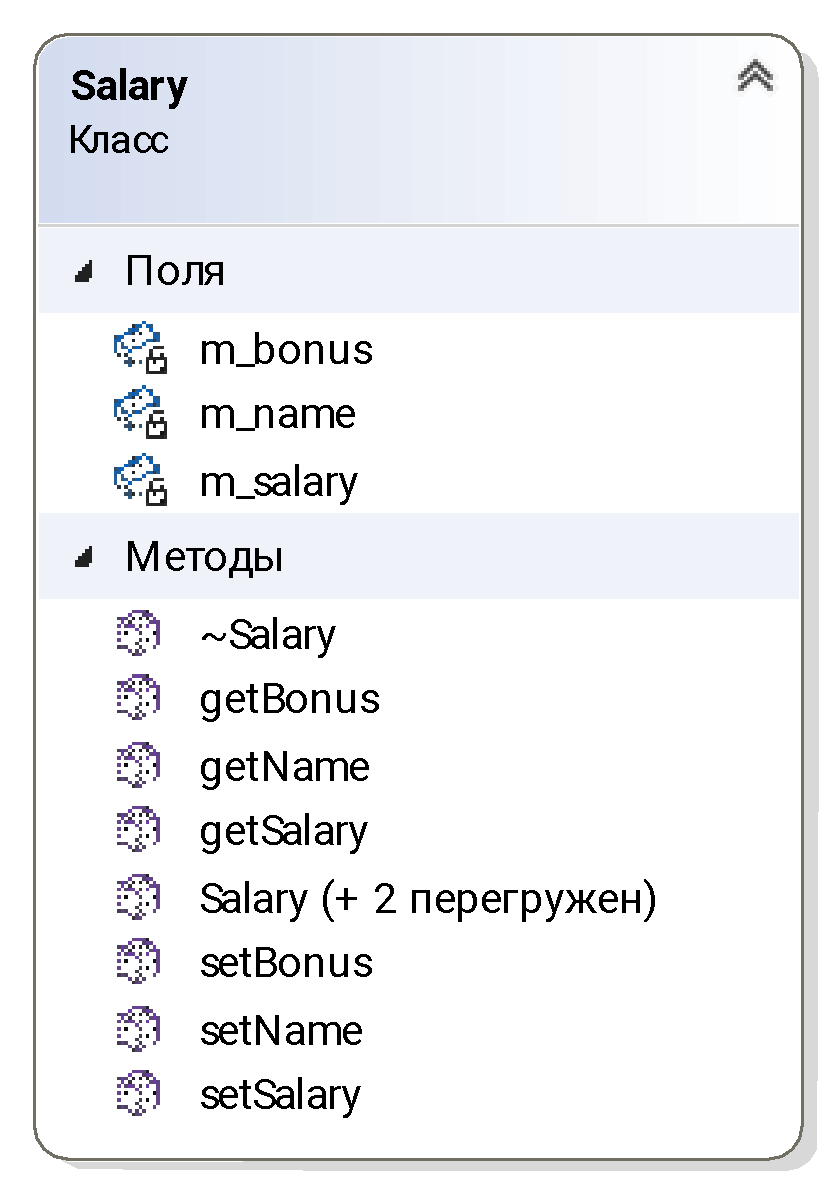 Salary
Класс
Поля
m_bonus
m_name
m_salary
Методы
~Salary
getBonus
getName
getSalary
Salary (+ 2 перегружен)
setBonus
setName
setSalary